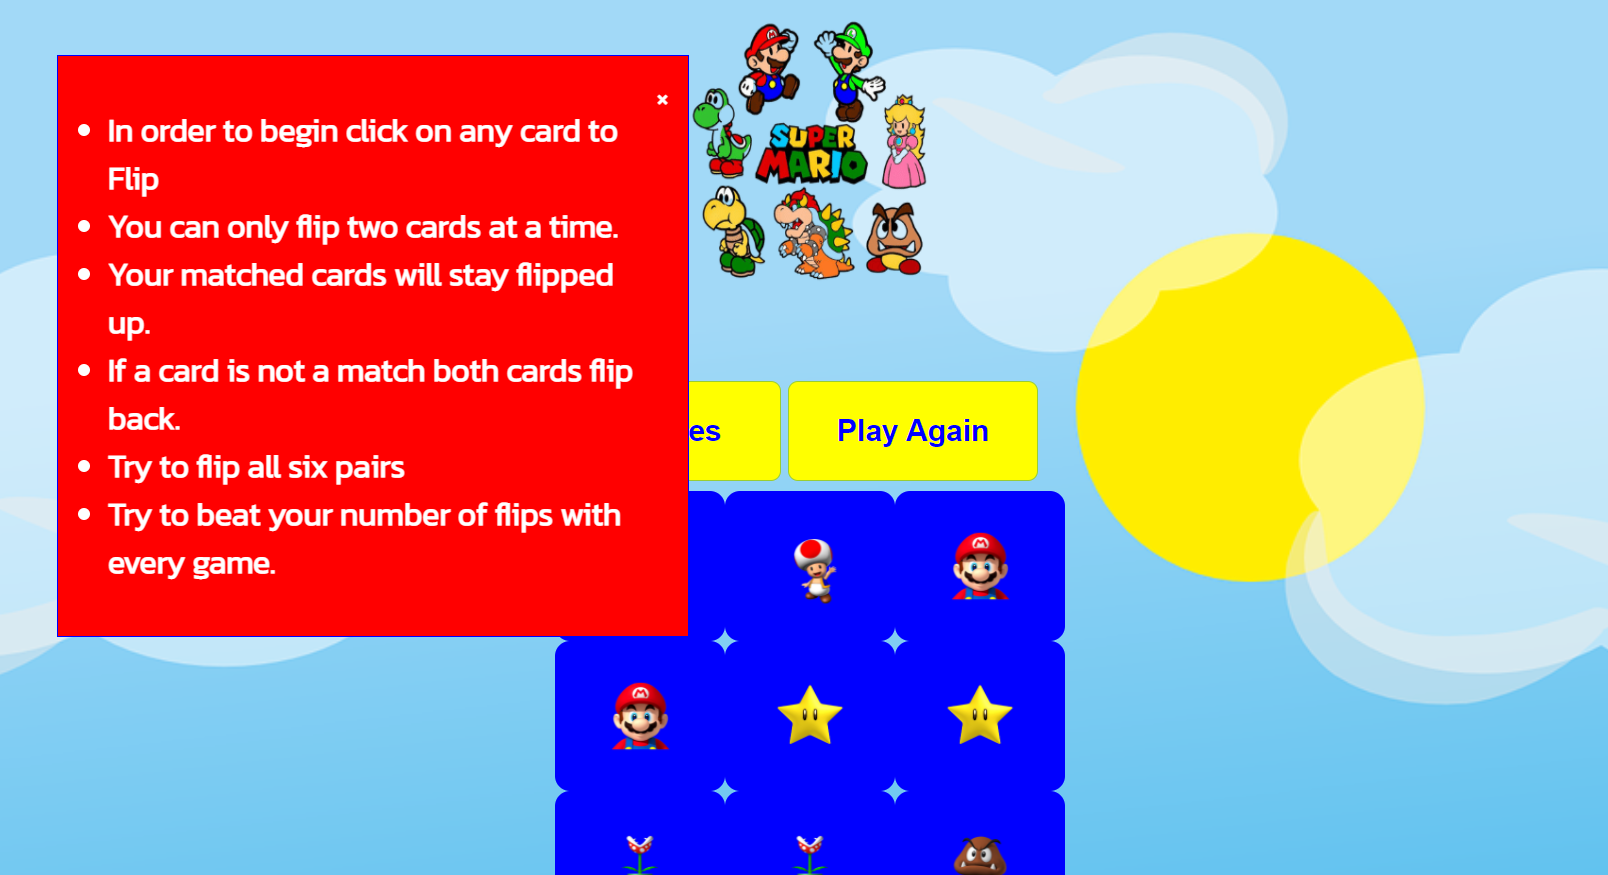 SUPER
MARIO
×
In order to begin click on any card to
Flip
You can only flip two cards at a time.
Your matched cards will stay flipped
up.
If a card is not a match both cards flip
back.
Try to flip all six pairs
Try to beat your number of flips with
every game.
es
Play Again
M
M